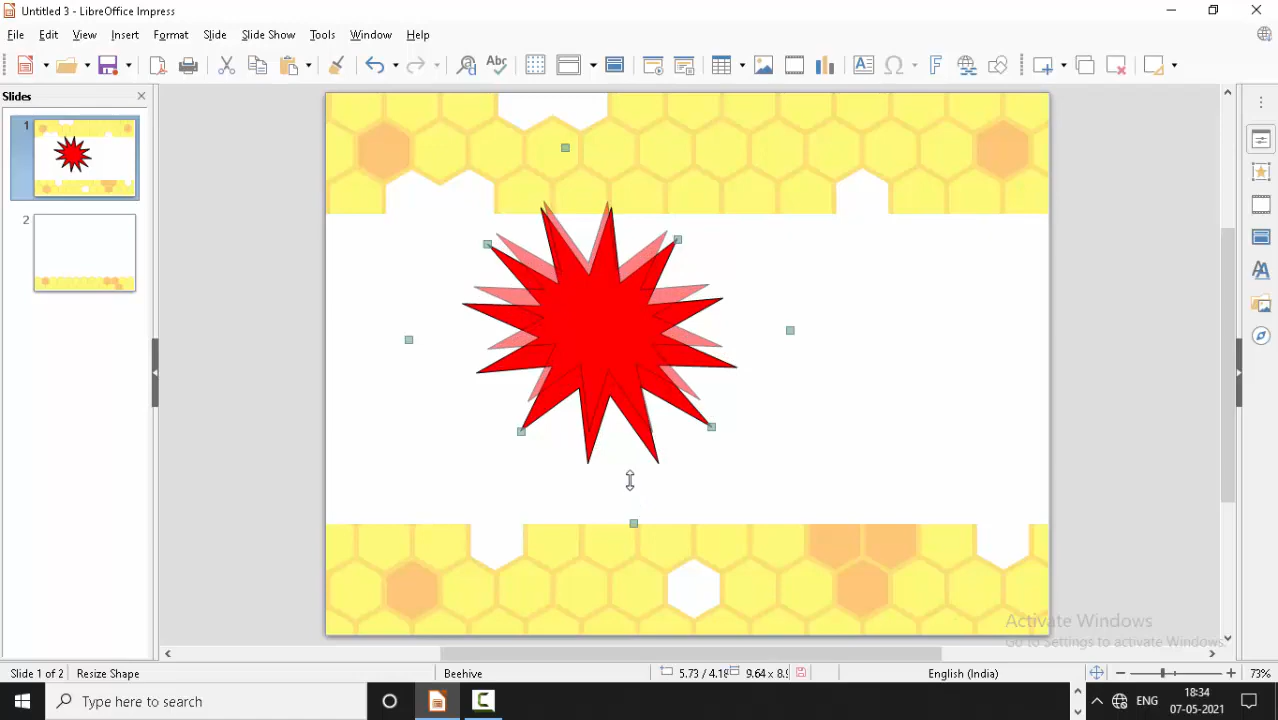 Untitled 3 - LibreOffice Impress
File Edit View Insert Format Slide Slide Show Tools Window Help
Slides
1
2
Activate Windows
Go to Settings to activate Windows.
Slide 1 of 2 Resize Shape Beehive 5.73 / 4.18 9.64 x 8.9 English (India) 73%
Type here to search
ENG
18:34
07-05-2021